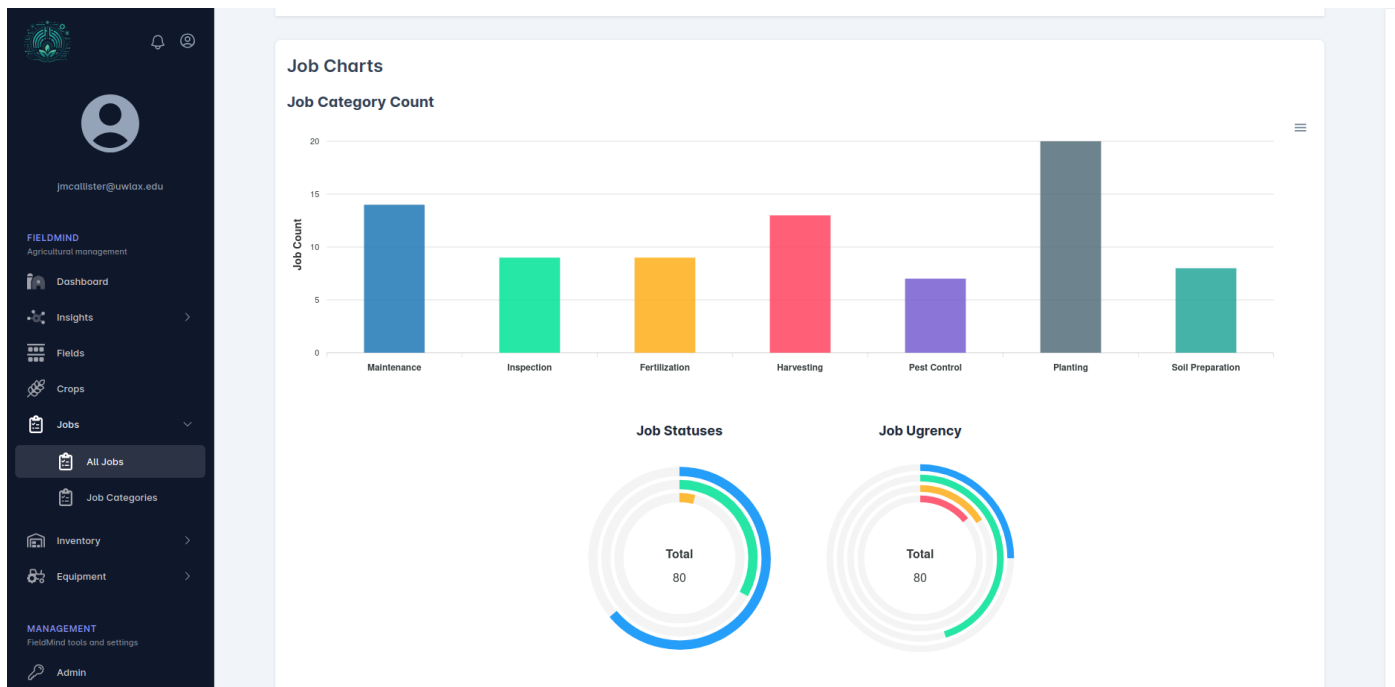 jmcallister@uwlax.edu
FIELDMIND
Agricultural management
Dashboard
Insights
Fields
Crops
Jobs
All Jobs
Job Categories
Inventory
Equipment
MANAGEMENT
FieldMind tools and settings
Admin
Job Charts
Job Category Count
20
15
10
5
0
Job Count
Maintenance Inspection Fertilization Harvesting Pest Control Planting Soil Preparation
Job Statuses Job Ugrency
Total Total
80 80